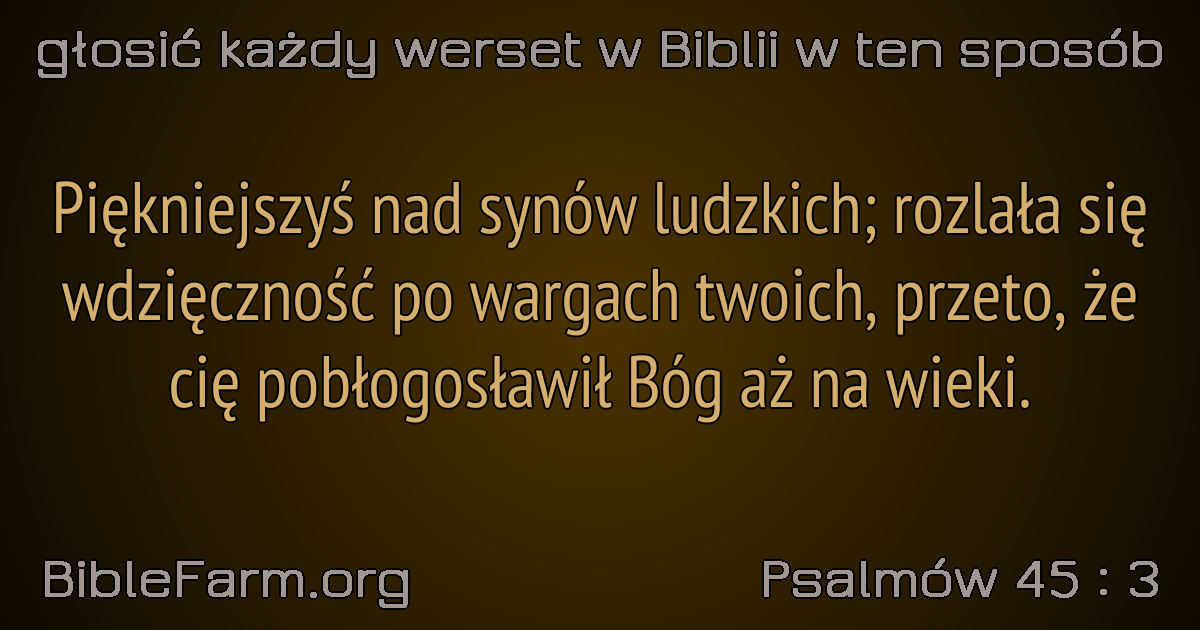 głosić każdy werset w Biblii w ten sposób
Piękniejszyś nad synów ludzkich; rozlała się
wdzięczność po wargach twoich, przeto, że
cię pobłogosławił Bóg aż na wieki.
BibleFarm.org
Psalmów 45 : 3